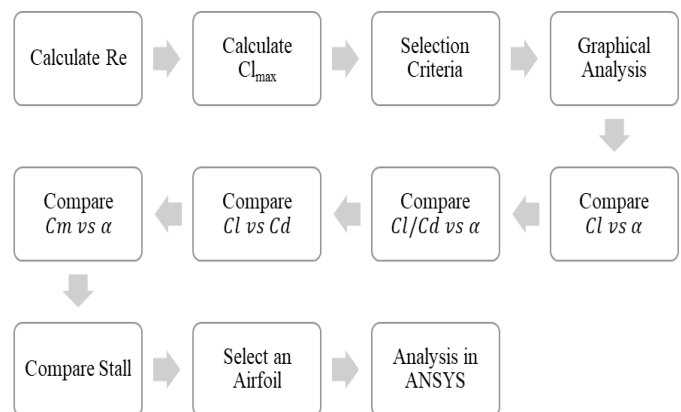 Calculate Re
Calculate
Clmax
Selection
Criteria
Graphical
Analysis
Compare
Cl vs α
Compare
Cl/Cd vs α
Compare
Cl vs Cd
Compare
Cm vs α
Compare Stall
Select an
Airfoil
Analysis in
ANSYS